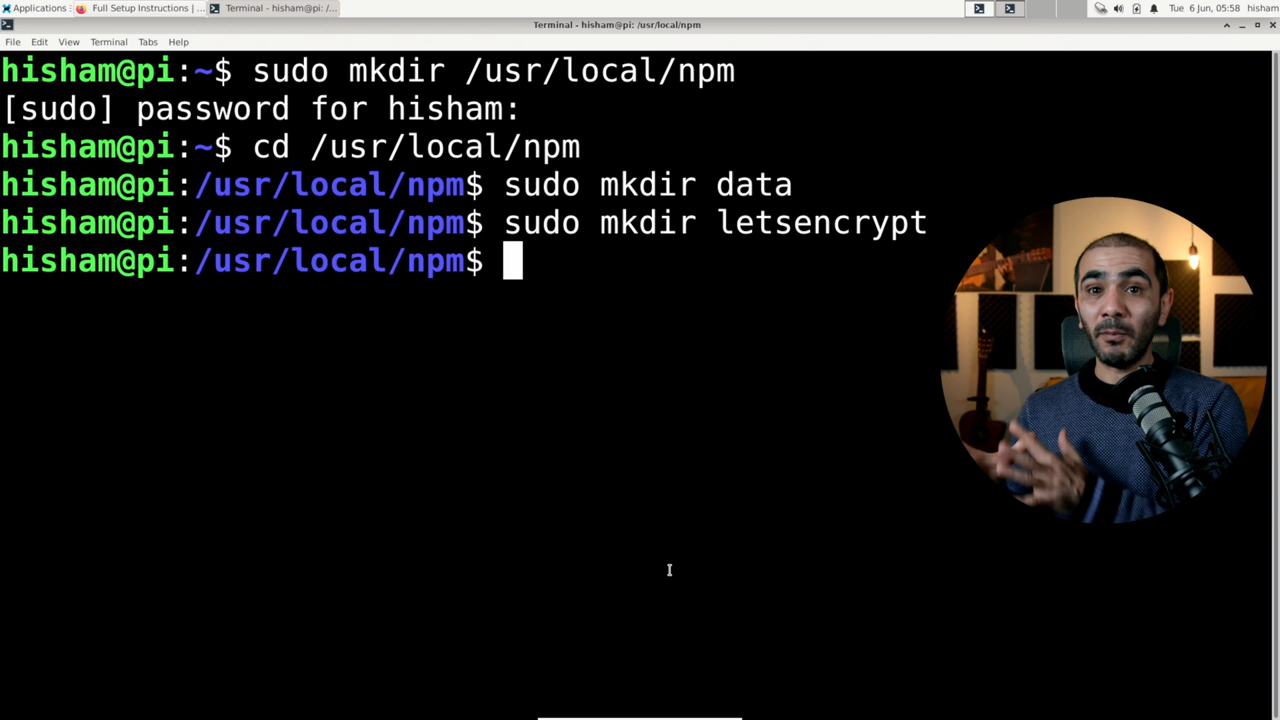 Applications
Full Setup Instructions | ...
Terminal - hisham@pi: /...
Tue 6 Jun, 05:58
hisham
Terminal - hisham@pi: /usr/local/npm
File Edit View Terminal Tabs Help
hisham@pi:~$ sudo mkdir /usr/local/npm
[sudo] password for hisham:
hisham@pi:~$ cd /usr/local/npm
hisham@pi:/usr/local/npm$ sudo mkdir data
hisham@pi:/usr/local/npm$ sudo mkdir letsencrypt
hisham@pi:/usr/local/npm$